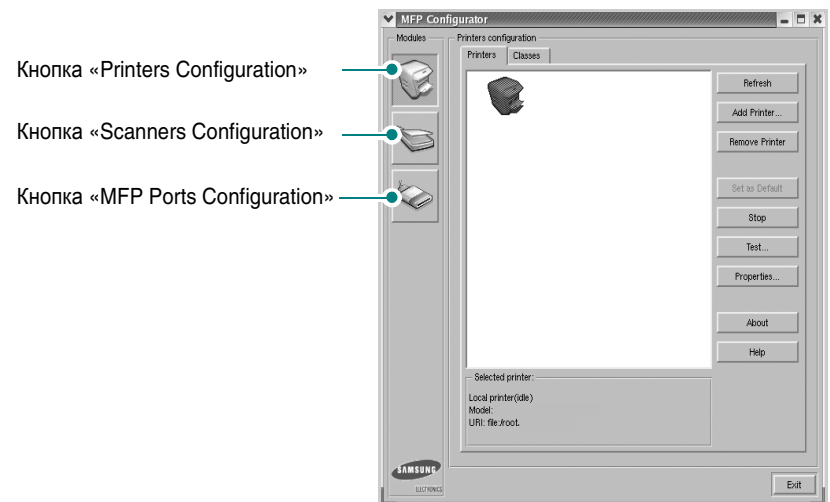 MFP Configurator
Modules
Printers configuration
Printers
Classes
Кнопка «Printers Configuration»
Кнопка «Scanners Configuration»
Кнопка «MFP Ports Configuration»
Refresh
Add Printer...
Remove Printer
Set as Default
Stop
Test...
Properties...
About
Help
Selected printer:
Local printer(idle)
Model:
URI: file:/root.
SAMSUNG
ELECTRONICS
Exit